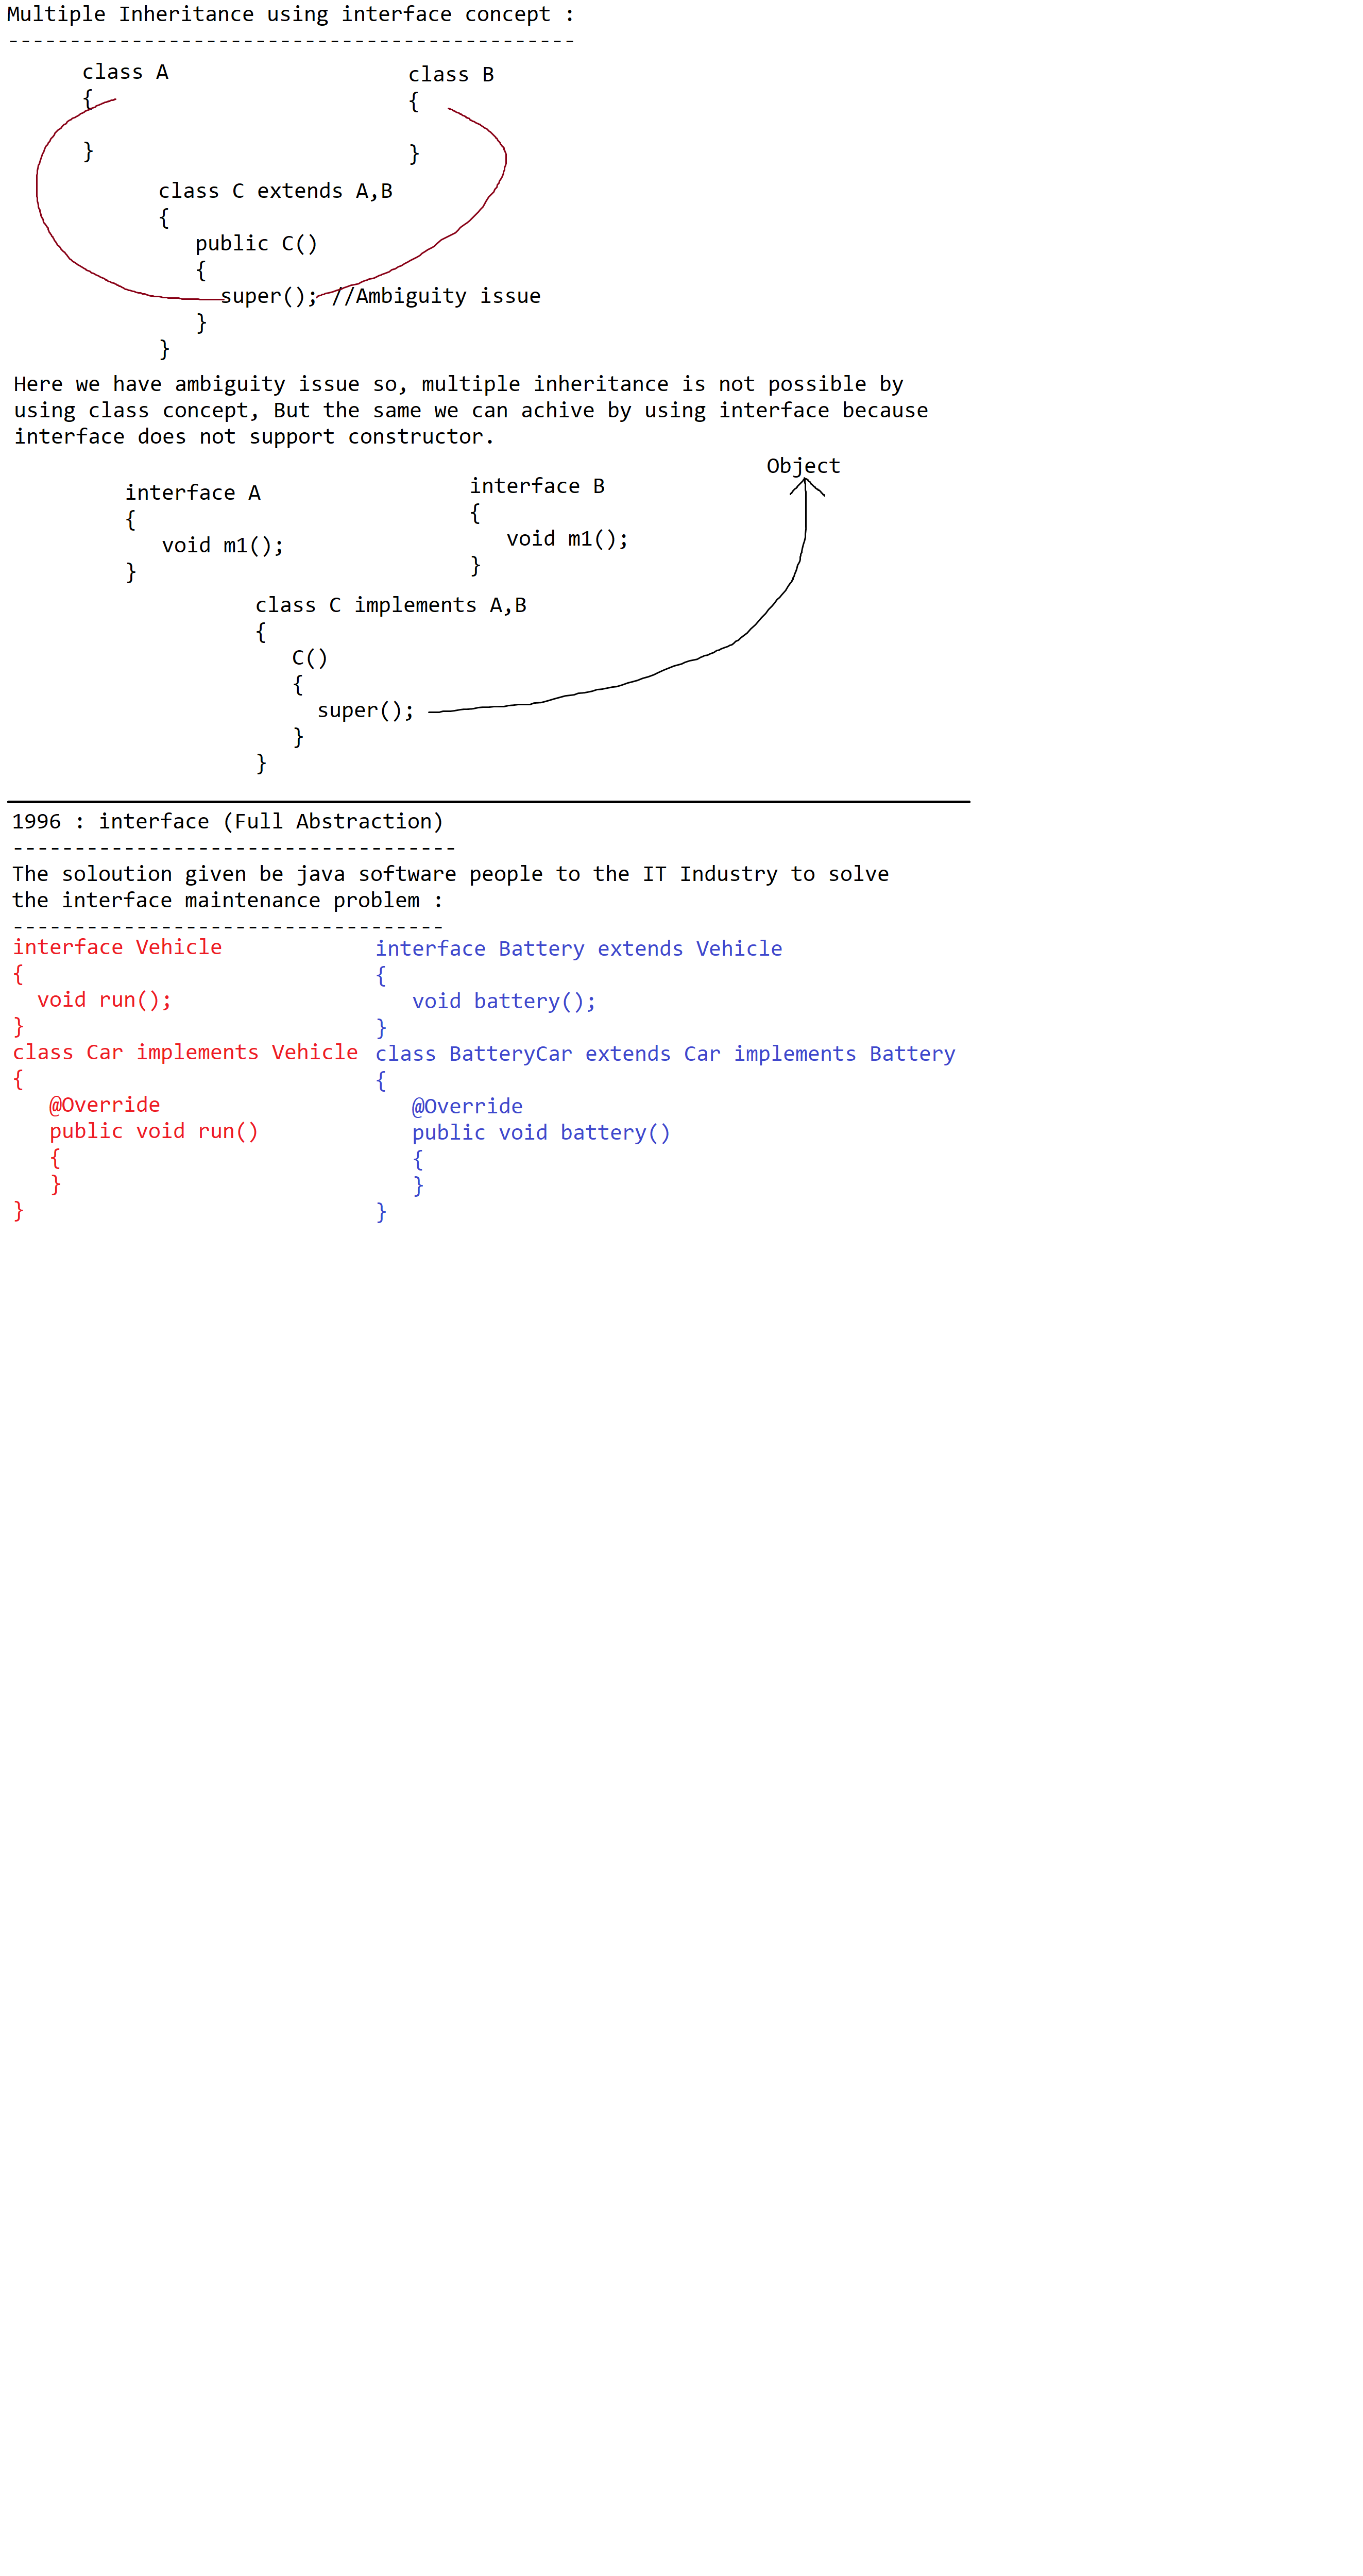 Multiple Inheritance using interface concept :
----------------------------------------------
class A
{

}
class B
{

}
class C extends A,B
{
public C()
{
super(); //Ambiguity issue
}
}
Here we have ambiguity issue so, multiple inheritance is not possible by
using class concept, But the same we can achive by using interface because
interface does not support constructor.
Object
interface A
{
void m1();
}
interface B
{
void m1();
}
class C implements A,B
{
C()
{
super();
}
}
1996 : interface (Full Abstraction)
------------------------------------
The soloution given be java software people to the IT Industry to solve
the interface maintenance problem :
-----------------------------------
interface Vehicle
{
void run();
}
class Car implements Vehicle
{
@Override
public void run()
{
}
}
interface Battery extends Vehicle
{
void battery();
}
class BatteryCar extends Car implements Battery
{
@Override
public void battery()
{
}
}